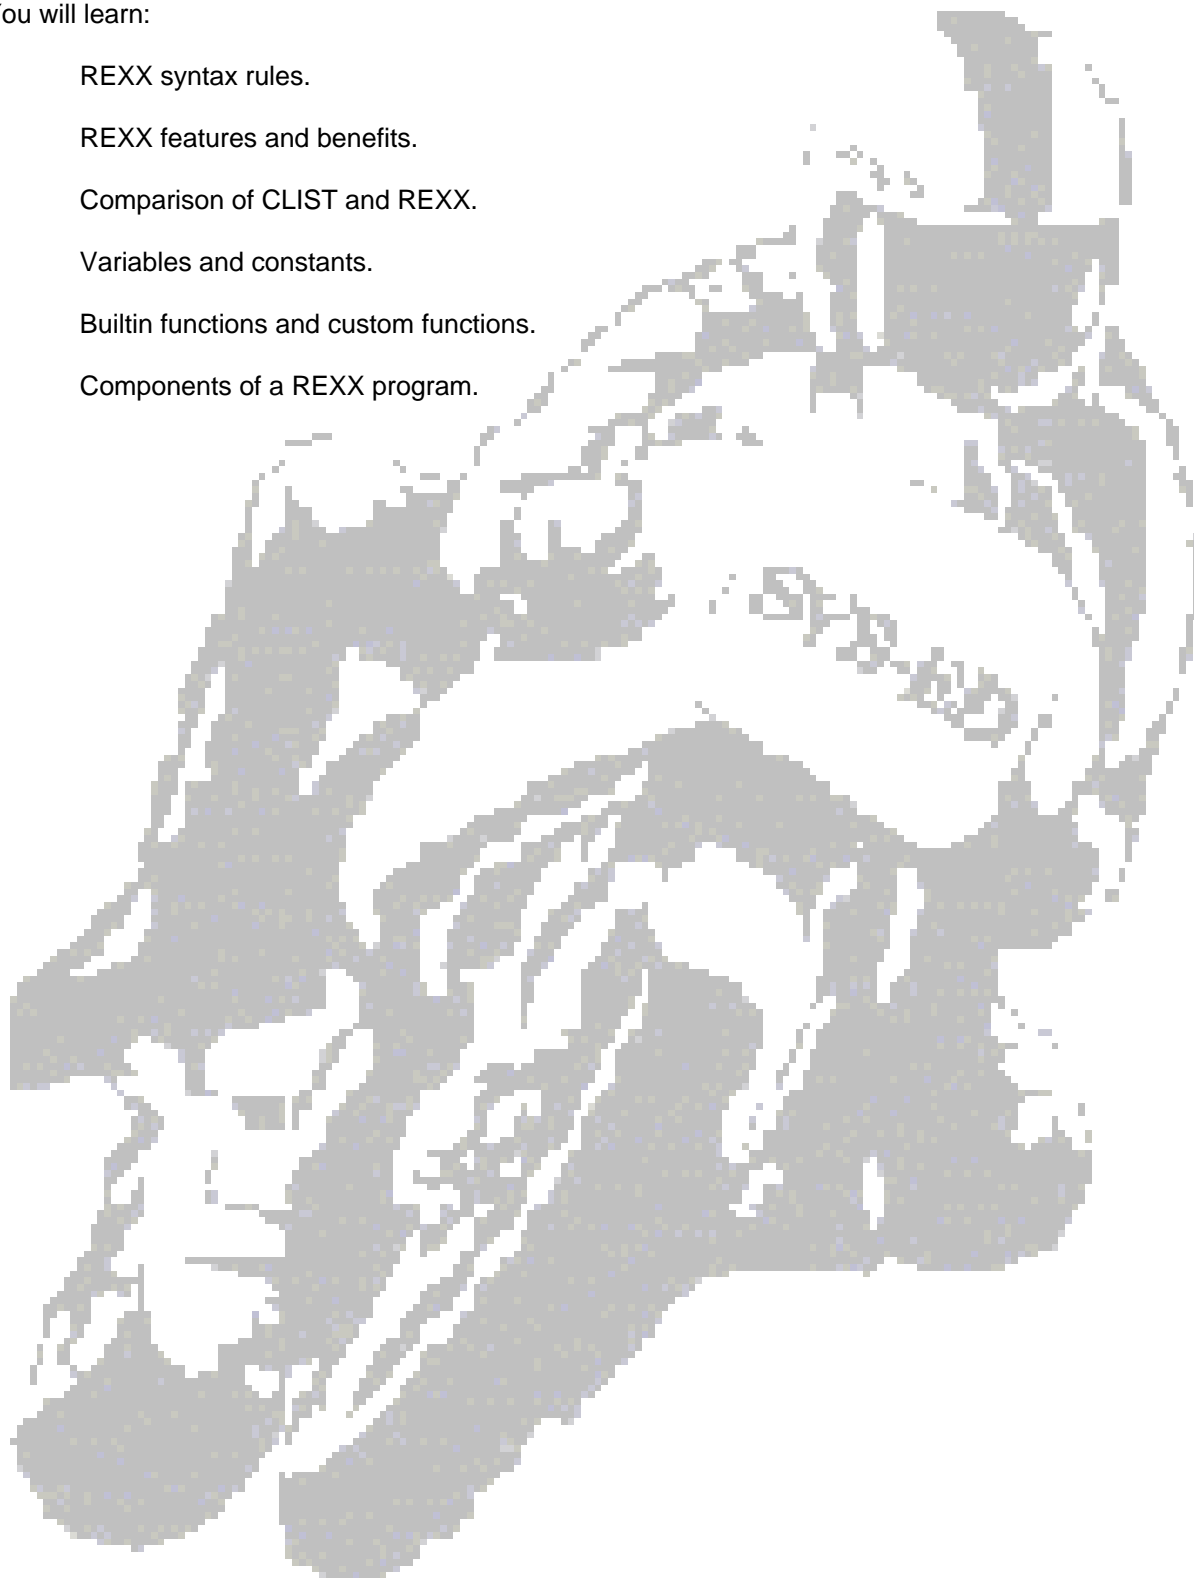 You will learn:
REXX syntax rules.
REXX features and benefits.
Comparison of CLIST and REXX.
Variables and constants.
Builtin functions and custom functions.
Components of a REXX program.
SYS-ED